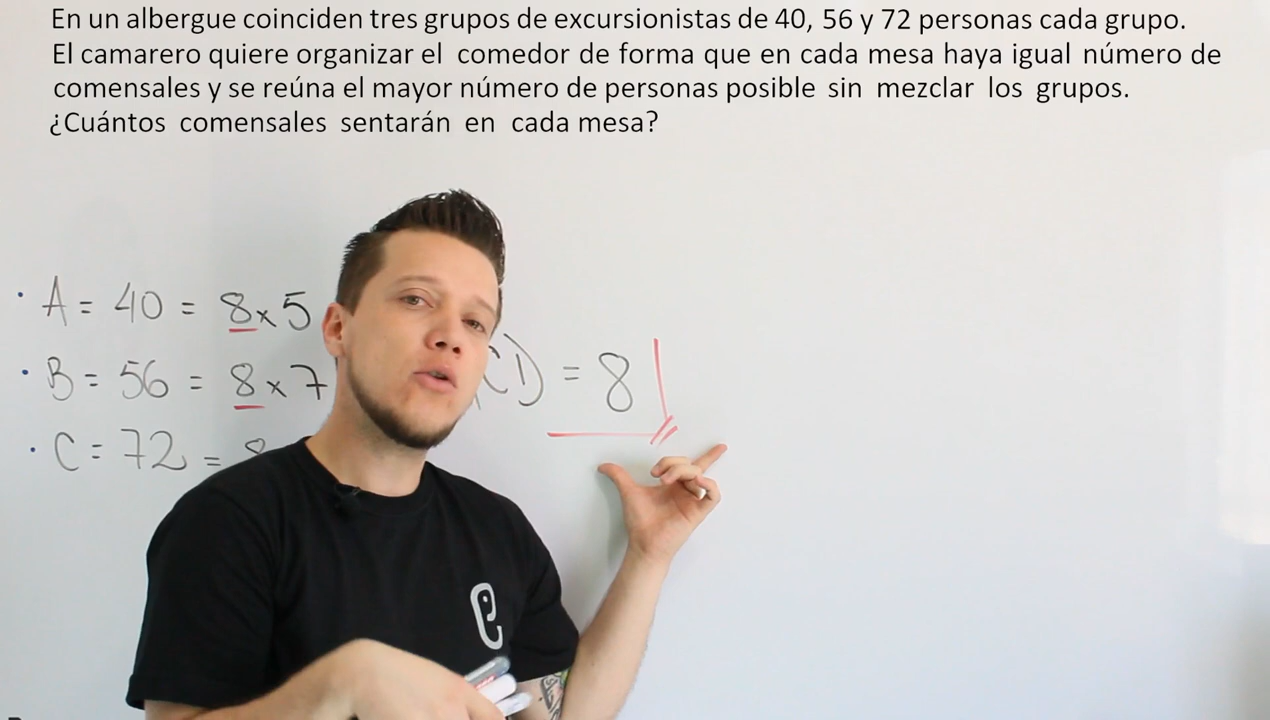 En un albergue coinciden tres grupos de excursionistas de 40, 56 y 72 personas cada grupo.
El camarero quiere organizar el comedor de forma que en cada mesa haya igual número de
comensales y se reúna el mayor número de personas posible sin mezclar los grupos.
¿Cuántos comensales sentarán en cada mesa?
· A = 40 = 8 x 5
· B = 56 = 8 x 7
· C = 72 = 8
) = 8